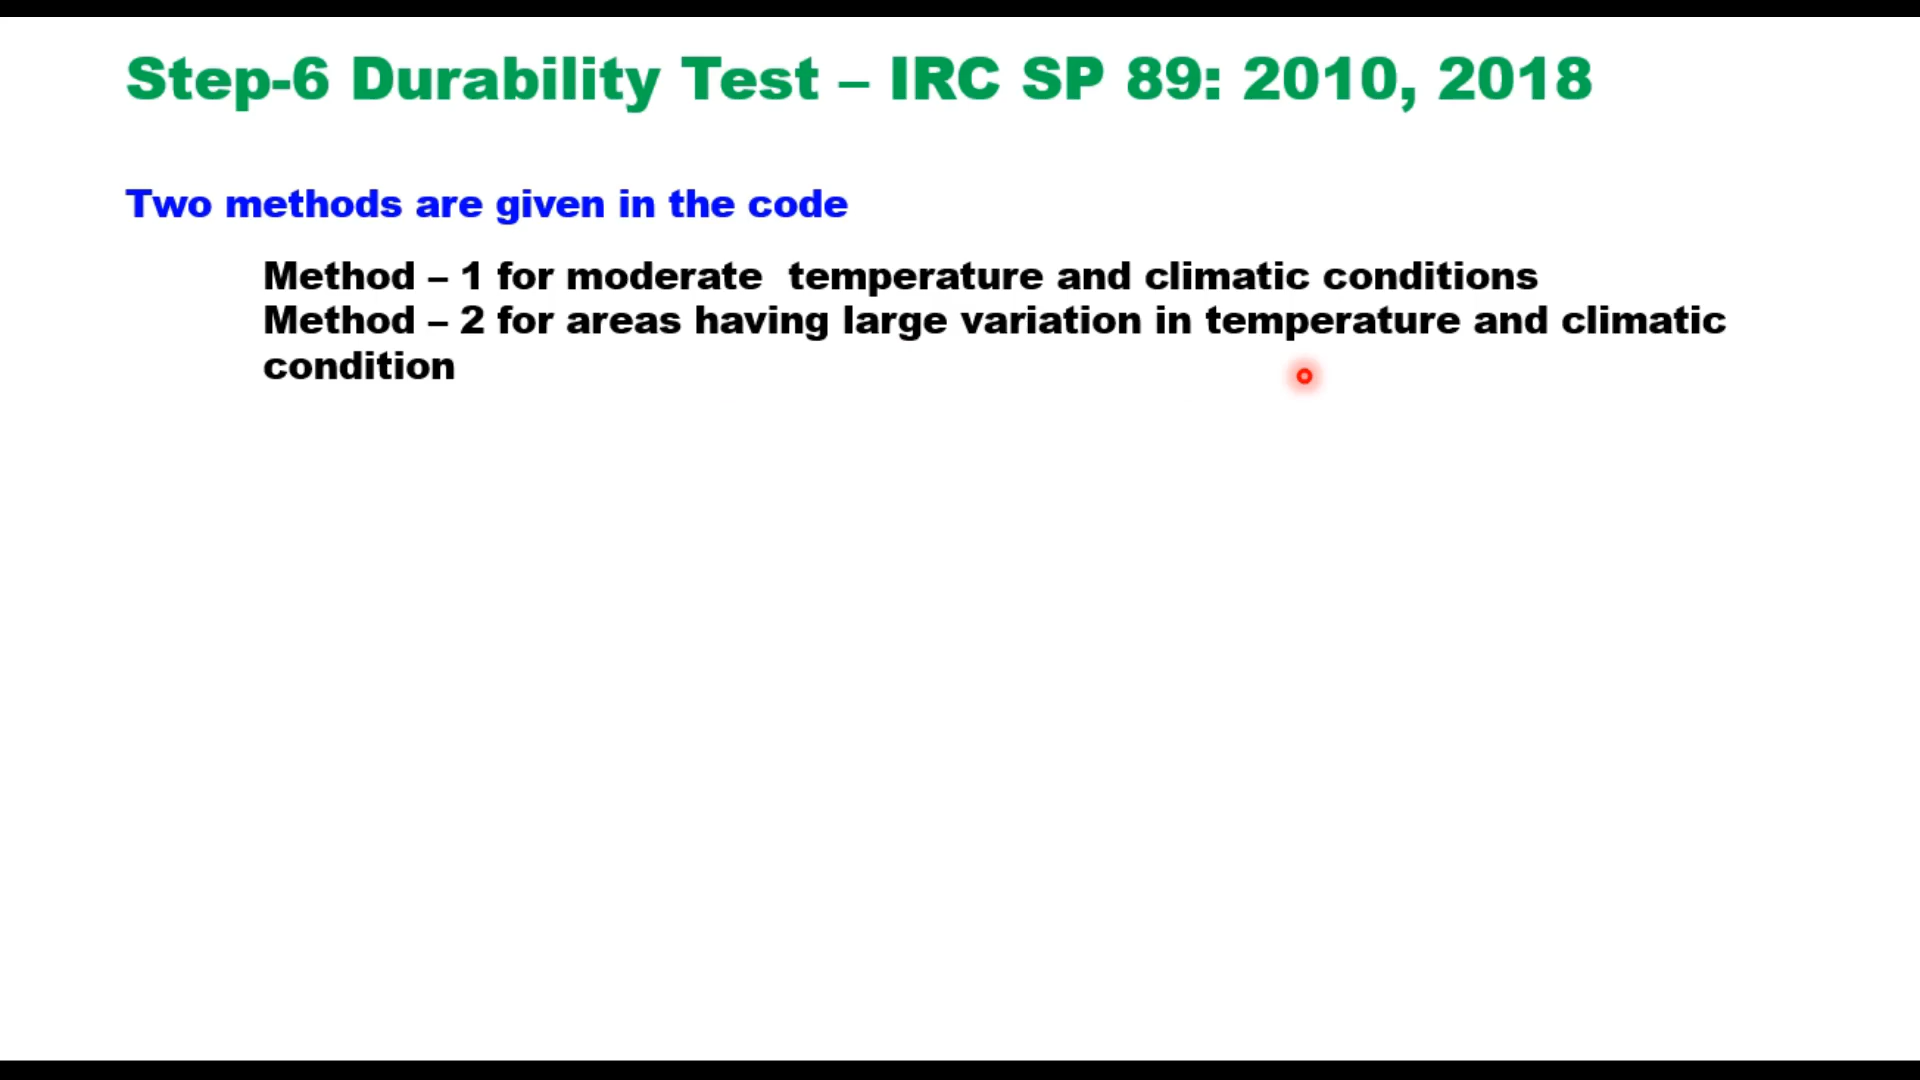 Step-6 Durability Test – IRC SP 89: 2010, 2018
Two methods are given in the code
Method – 1 for moderate  temperature and climatic conditions
Method – 2 for areas having large variation in temperature and climatic
condition